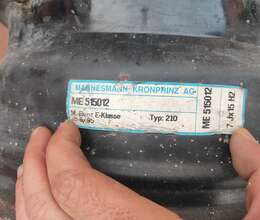 MANNESMANN KRONPRINZ AG
ME 515012
M.-Benz E-Klasse
Typ: 210
ME 515012
7 Jx15 H2